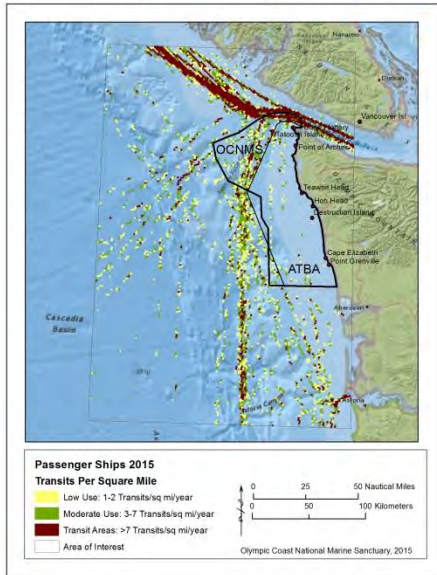 Nanaimo
Duncan
Vancouver Isl
Tatoosh Island
OCNMS
Point of Arches
Teawhit Head
Hoh Head
Destruction Island
Cape Elizabeth
Point Grenville
ATBA
Aberdeen
Cascadia
Basin
Astoria
Passenger Ships 2015
Transits Per Square Mile
Low Use: 1-2 Transits/sq mi/year
Moderate Use: 3-7 Transits/sq mi/year
Transit Areas: >7 Transits/sq mi/year
Area of Interest
0 25 50 Nautical Miles
0 50 100 Kilometers
Olympic Coast National Marine Sanctuary, 2015